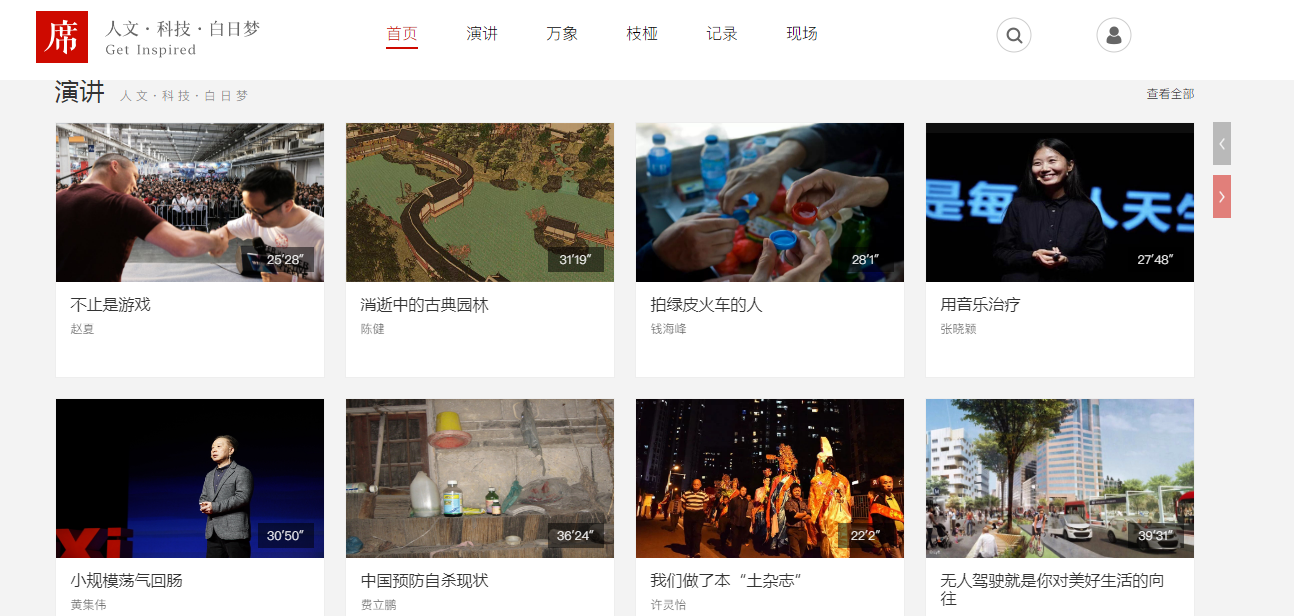 席
人文·科技·白日梦
Get Inspired
首页 演讲 万象 枝桠 记录 现场
演讲 人文·科技·白日梦 查看全部
25′28″
31′19″
28′1″
是每 人天生
27′48″
不止是游戏
赵夏
消逝中的古典园林
陈健
拍绿皮火车的人
钱海峰
用音乐治疗
张晓颖
Xi
30′50″
36′24″
22′2″
39′31″
小规模荡气回肠
黄集伟
中国预防自杀现状
费立鹏
我们做了本“土杂志”
许灵怡
无人驾驶就是你对美好生活的向
往